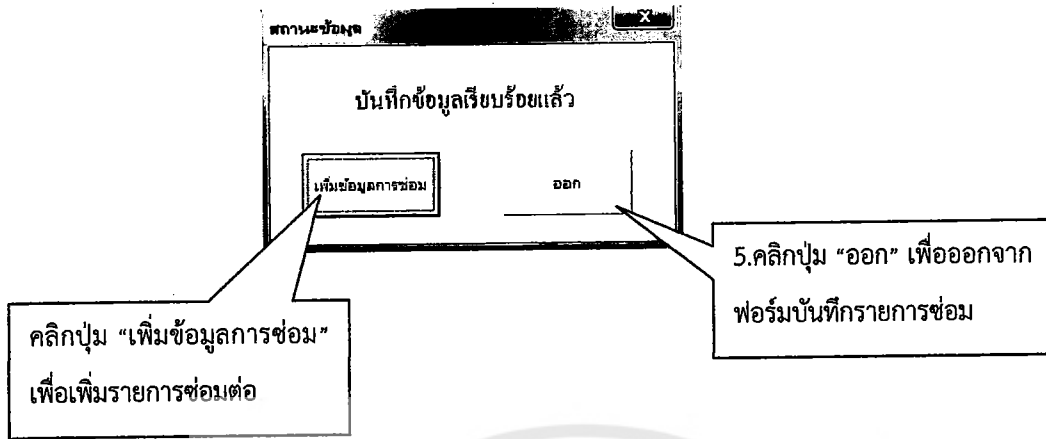 สถานะข้อมูล
X
บันทึกข้อมูลเรียบร้อยแล้ว
เพิ่มข้อมูลการซ่อม
ออก
5.คลิกปุ่ม “ออก” เพื่อออกจาก
ฟอร์มบันทึกรายการซ่อม
คลิกปุ่ม “เพิ่มข้อมูลการซ่อม”
เพื่อเพิ่มรายการซ่อมต่อ